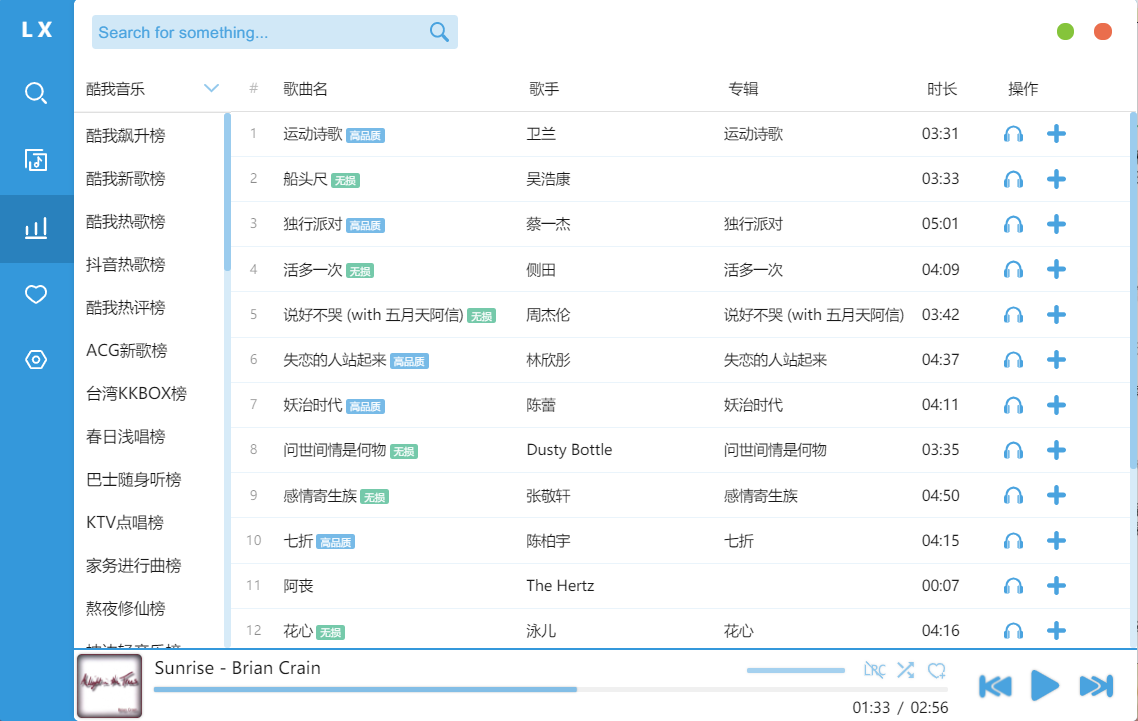 LX
Search for something...
酷我音乐
# 歌曲名 歌手 专辑 时长 操作
酷我飙升榜
酷我新歌榜
酷我热歌榜
抖音热歌榜
酷我热评榜
ACG新歌榜
台湾KKBOX榜
春日浅唱榜
巴士随身听榜
KTV点唱榜
家务进行曲榜
熬夜修仙榜
1 运动诗歌 高品质 卫兰 运动诗歌 03:31
2 船头尺 无损 吴浩康 03:33
3 独行派对 高品质 蔡一杰 独行派对 05:01
4 活多一次 无损 侧田 活多一次 04:09
5 说好不哭 (with 五月天阿信) 无损 周杰伦 说好不哭 (with 五月天阿信) 03:42
6 失恋的人站起来 高品质 林欣彤 失恋的人站起来 04:37
7 妖治时代 高品质 陈蕾 妖治时代 04:11
8 问世间情是何物 无损 Dusty Bottle 问世间情是何物 03:35
9 感情寄生族 无损 张敬轩 感情寄生族 04:50
10 七折 高品质 陈柏宇 七折 04:15
11 阿丧 The Hertz 00:07
12 花心 无损 泳儿 花心 04:16
Sunrise - Brian Crain
LRC
01:33 / 02:56